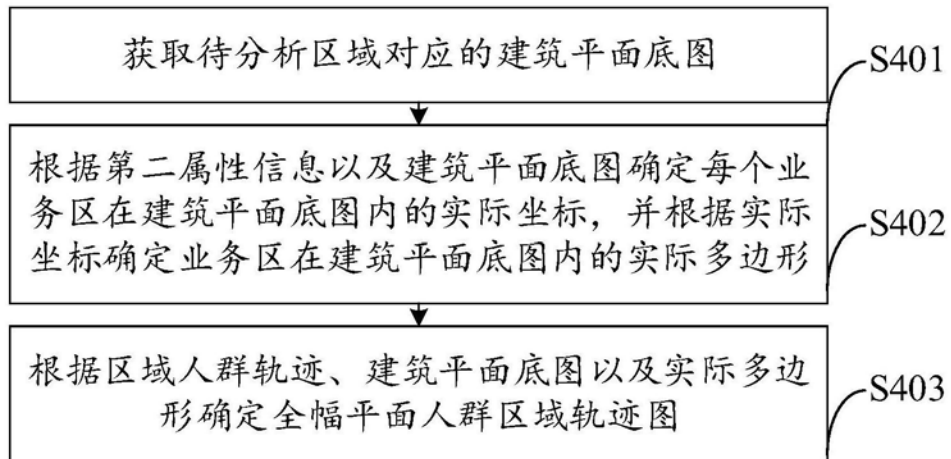 获取待分析区域对应的建筑平面底图
S401
根据第二属性信息以及建筑平面底图确定每个业
务区在建筑平面底图内的实际坐标，并根据实际
坐标确定业务区在建筑平面底图内的实际多边形
S402
根据区域人群轨迹、建筑平面底图以及实际多边
形确定全幅平面人群区域轨迹图
S403